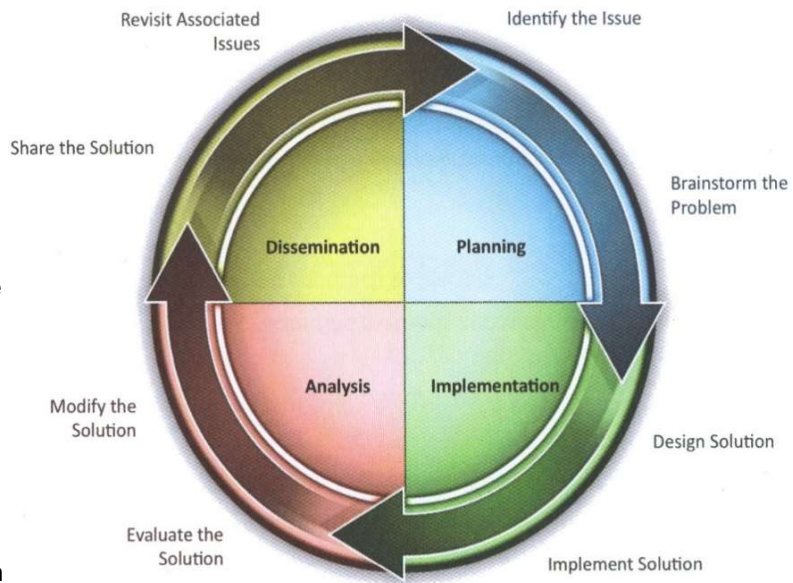 Revisit Associated
Issues
Identify the Issue
Share the Solution
Brainstorm the
Problem
Dissemination
Planning
Analysis
Implementation
Modify the
Solution
Design Solution
Evaluate the
Solution
Implement Solution